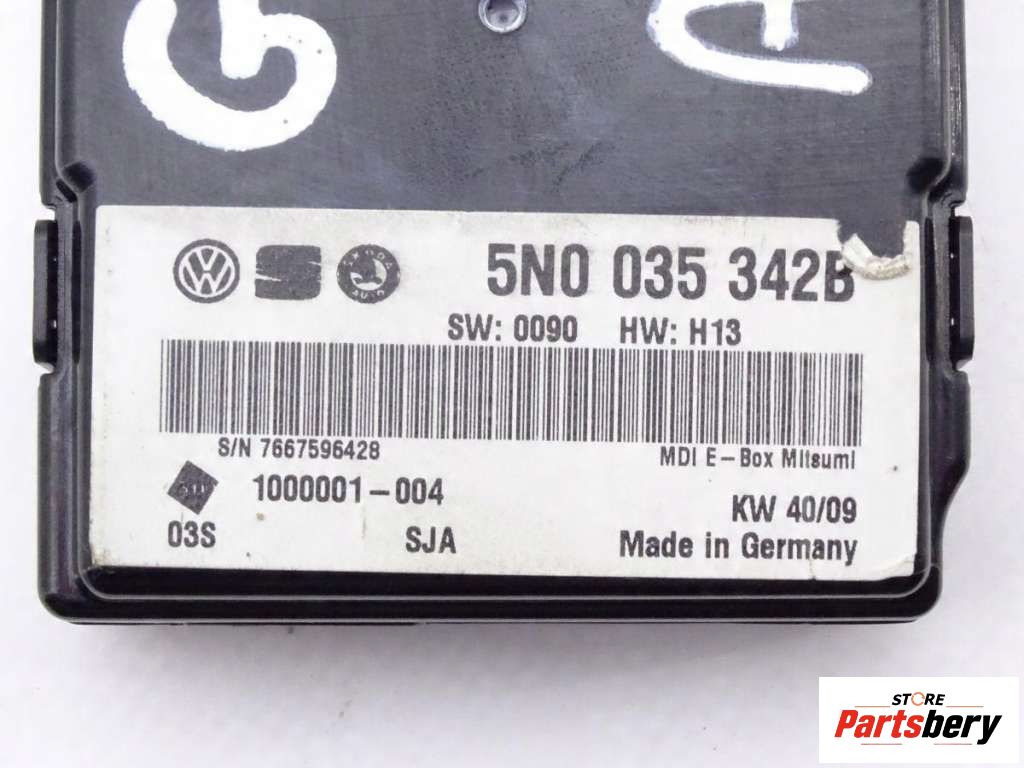 5N0 035 342B
SW: 0090 HW: H13
S/N 7667596428
MDI E-Box Mitsumi
1000001-004
KW 40/09
03S
SJA
Made in Germany
STORE
Partsbery